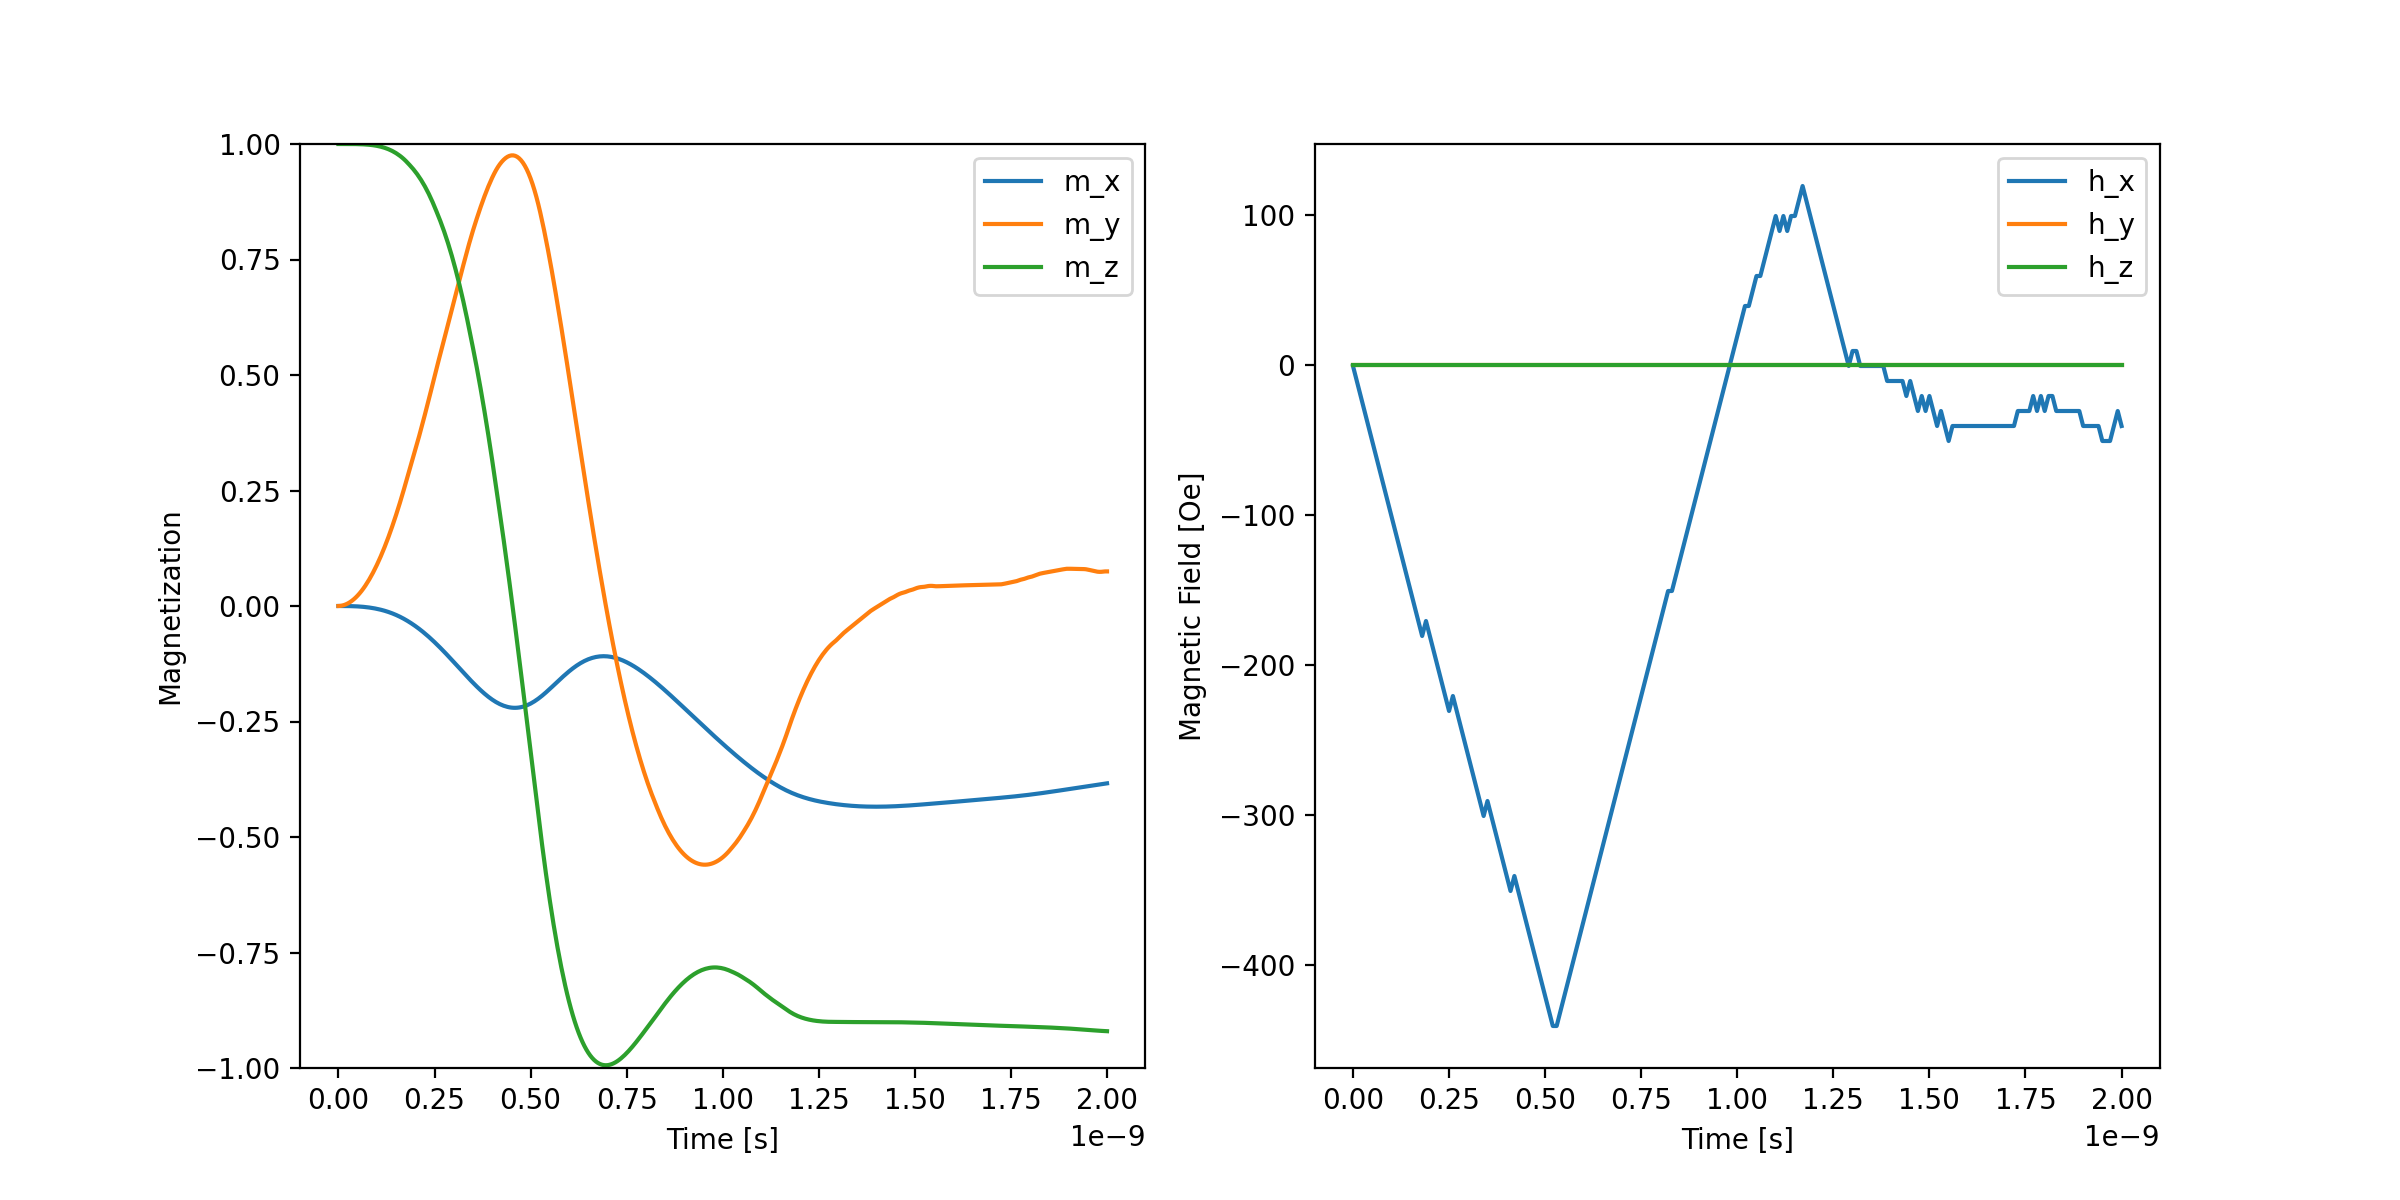 1.00
0.75
0.50
0.25
0.00
−0.25
−0.50
−0.75
−1.00
Magnetization
m_x
m_y
m_z
0.00 0.25 0.50 0.75 1.00 1.25 1.50 1.75 2.00
Time [s]
1e−9
100
0
−100
−200
−300
−400
Magnetic Field [Oe]
h_x
h_y
h_z
0.00 0.25 0.50 0.75 1.00 1.25 1.50 1.75 2.00
Time [s]
1e−9